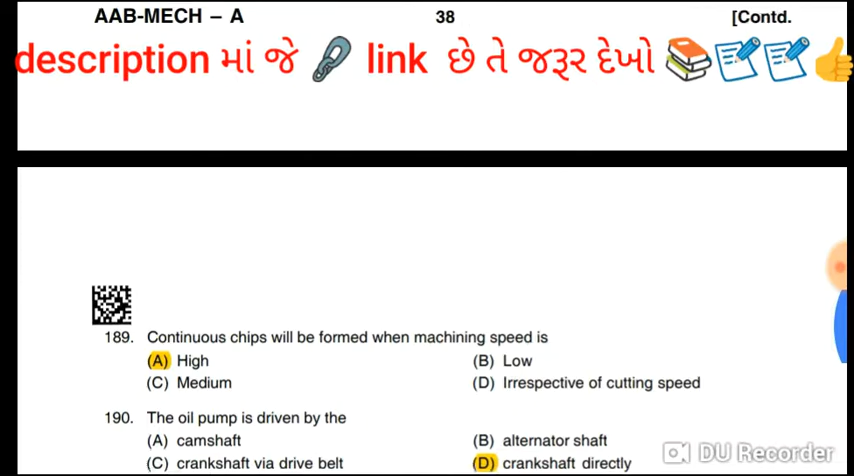 AAB-MECH – A 38 [Contd.
description માં જે link છે તે જરૂર દેખો
189. Continuous chips will be formed when machining speed is
(A) High (B) Low
(C) Medium (D) Irrespective of cutting speed
190. The oil pump is driven by the
(A) camshaft (B) alternator shaft
(C) crankshaft via drive belt (D) crankshaft directly
DU Recorder